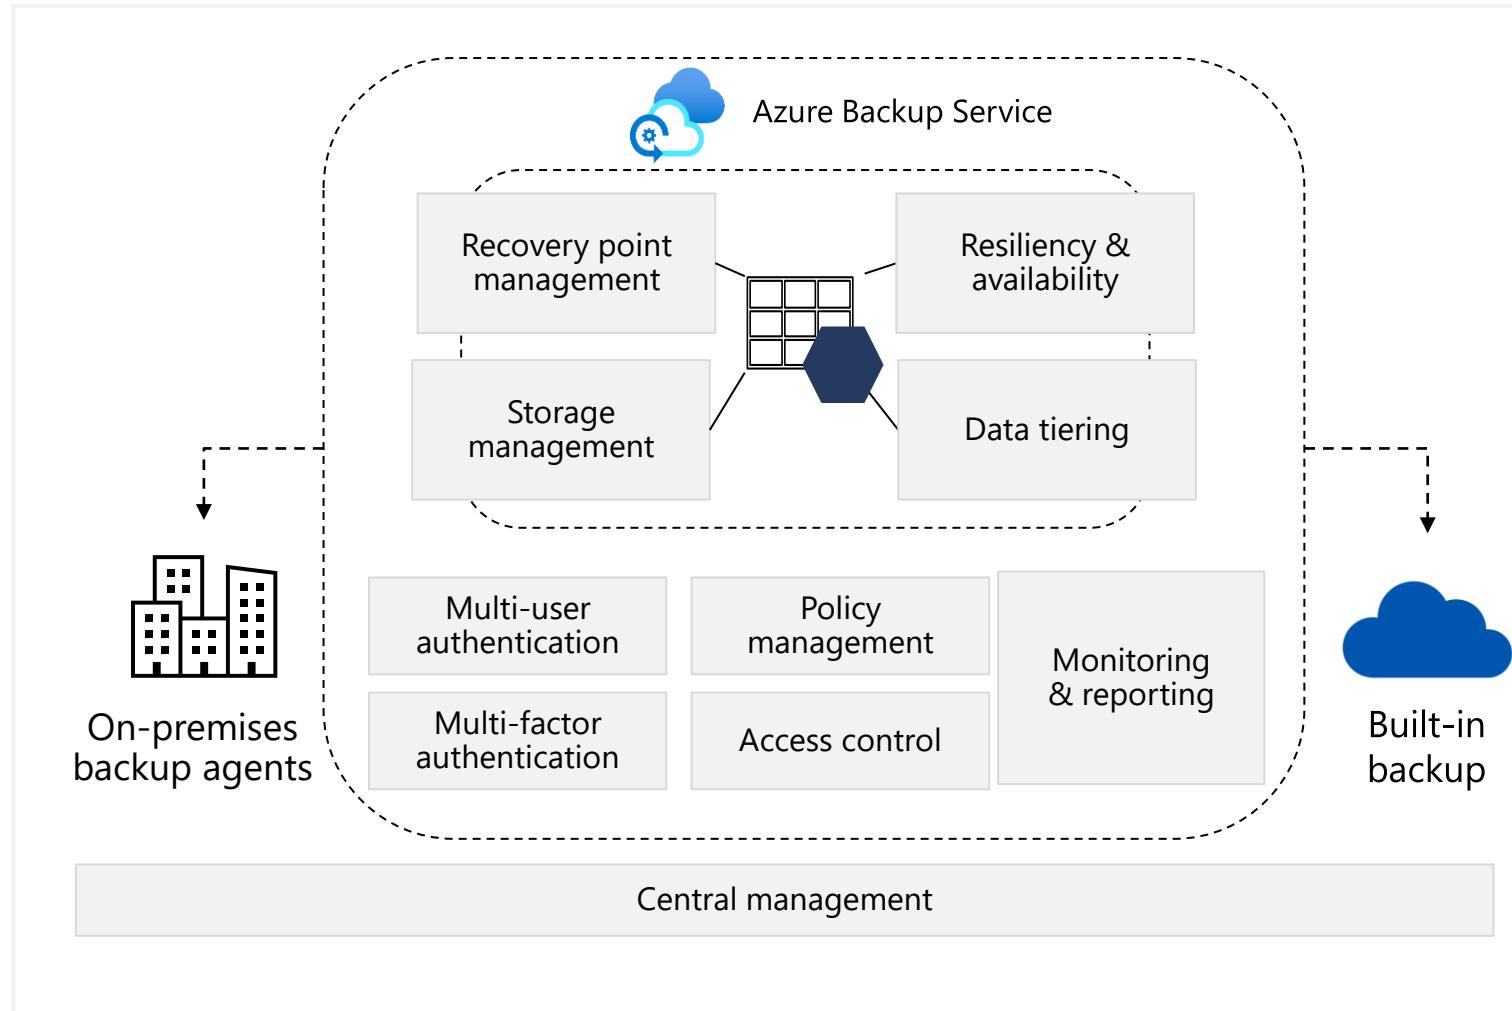 Azure Backup Service
Recovery point
management
Resiliency &
availability
Storage
management
Data tiering
Multi-user
authentication
Policy
management
Monitoring
& reporting
Multi-factor
authentication
Access control
On-premises
backup agents
Built-in
backup
Central management